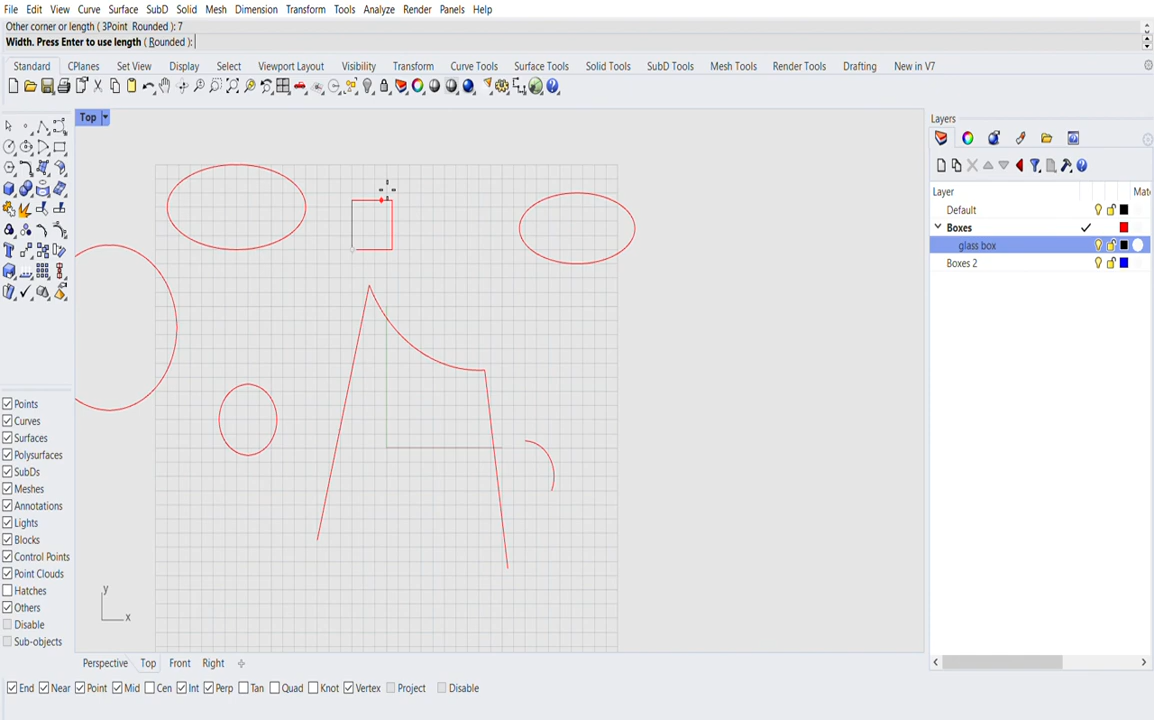 File Edit View Curve Surface SubD Solid Mesh Dimension Transform Tools Analyze Render Panels Help
Other coror or length ( 3Point Rounded ): 7
Width. Press Enter to use length ( Rounded ):
Standard CPlanes Set View Display Select Viewport Layout Visibility Transform Curve Tools Surface Tools Solid Tools SubD Tools Mesh Tools Render Tools Drafting New in V7
Top
Layers
Layer Mate
Default
Boxes
glass box
Boxes 2
Points
Curves
Surfaces
Polysurfaces
SubDs
Meshes
Annotations
Lights
Blocks
Control Points
Point Clouds
Hatches
Others
Disable
Sub-objects
y
x
Perspective Top Front Right
End Near Point Mid Cen Int Perp Tan Quad Knot Vertex Project Disable